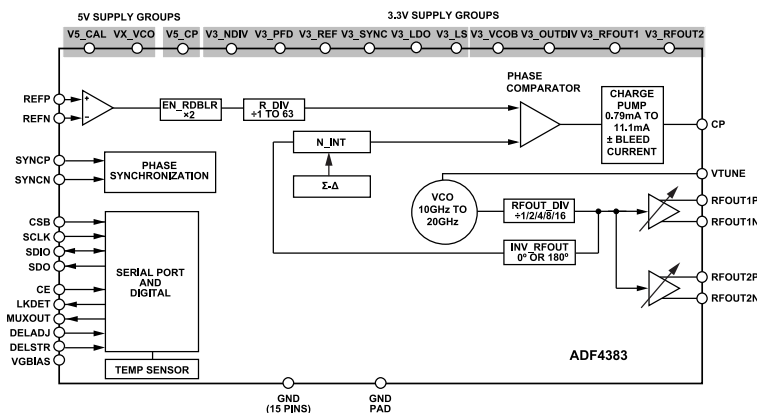 5V SUPPLY GROUPS
3.3V SUPPLY GROUPS
V5_CAL VX_VCO V5_CP V3_NDIV V3_PFD V3_REF V3_SYNC V3_LDO V3_LS V3_VCOB V3_OUTDIV V3_RFOUT1 V3_RFOUT2
REFP
REFN
+
−
EN_RDBLR
×2
R_DIV
÷1 TO 63
PHASE
COMPARATOR
CHARGE
PUMP
0.79mA TO
11.1mA
± BLEED
CURRENT
CP
N_INT
Σ-Δ
SYNCP
SYNCN
PHASE
SYNCHRONIZATION
VTUNE
VCO
10GHz TO
20GHz
RFOUT_DIV
÷1/2/4/8/16
INV_RFOUT
0º OR 180º
RFOUT1P
RFOUT1N
RFOUT2P
RFOUT2N
CSB
SCLK
SDIO
SDO
CE
LKDET
MUXOUT
DELADJ
DELSTR
VGBIAS
SERIAL PORT
AND
DIGITAL
TEMP SENSOR
ADF4383
GND
(15 PINS)
GND
PAD